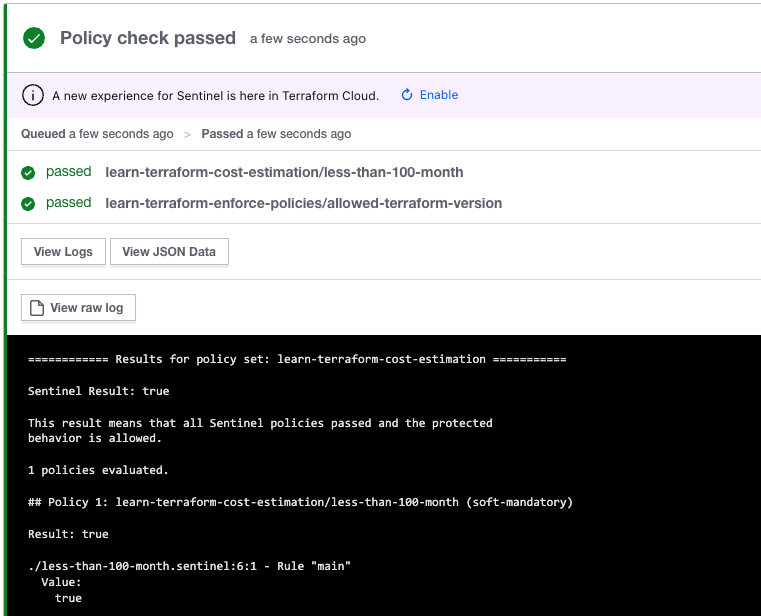 Policy check passed a few seconds ago
A new experience for Sentinel is here in Terraform Cloud. Enable
Queued a few seconds ago > Passed a few seconds ago
passed learn-terraform-cost-estimation/less-than-100-month
passed learn-terraform-enforce-policies/allowed-terraform-version
View Logs View JSON Data
View raw log
============ Results for policy set: learn-terraform-cost-estimation ===========
Sentinel Result: true
This result means that all Sentinel policies passed and the protected
behavior is allowed.
1 policies evaluated.
## Policy 1: learn-terraform-cost-estimation/less-than-100-month (soft-mandatory)
Result: true
./less-than-100-month.sentinel:6:1 - Rule "main"
Value:
true